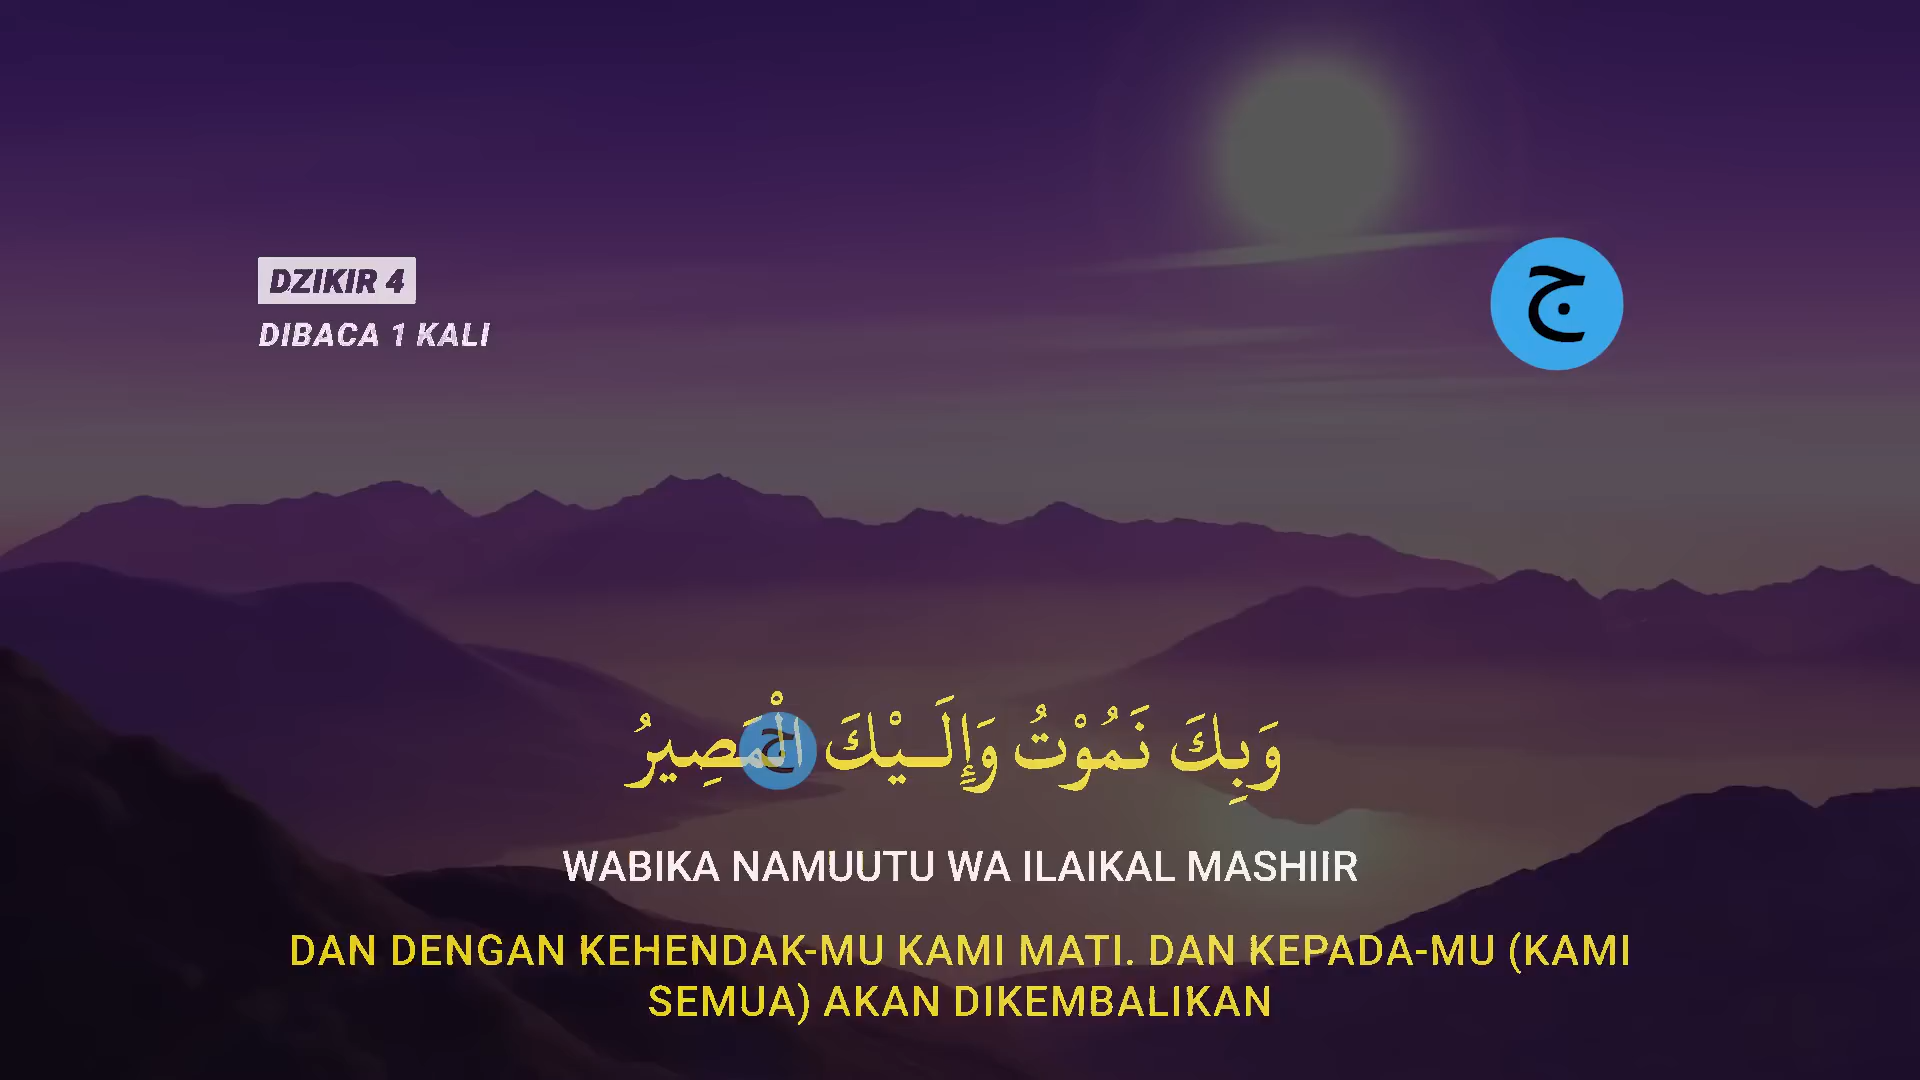 DZIKIR 4
DIBACA 1 KALI
ج
وَبِكَ نَمُوْتُ وَإِلَـيْكَ الْمَصِيرُ
ج
WABIKA NAMUUTU WA ILAIKAL MASHIIR
DAN DENGAN KEHENDAK-MU KAMI MATI. DAN KEPADA-MU (KAMI
SEMUA) AKAN DIKEMBALIKAN